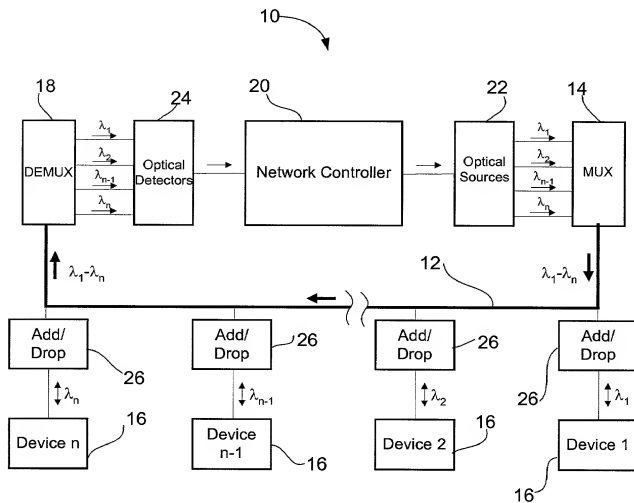 10
18
24
20
22
14
λ1
λ2
λn-1
λn
DEMUX
Optical
Detectors
Network Controller
Optical
Sources
λ1
λ2
λn-1
λn
MUX
λ1-λn
12
λ1-λn
Add/
Drop
26
Add/
Drop
26
Add/
Drop
26
Add/
Drop
26
λn
λn-1
λ2
λ1
Device n
16
Device
n-1
16
Device 2
16
Device 1
16